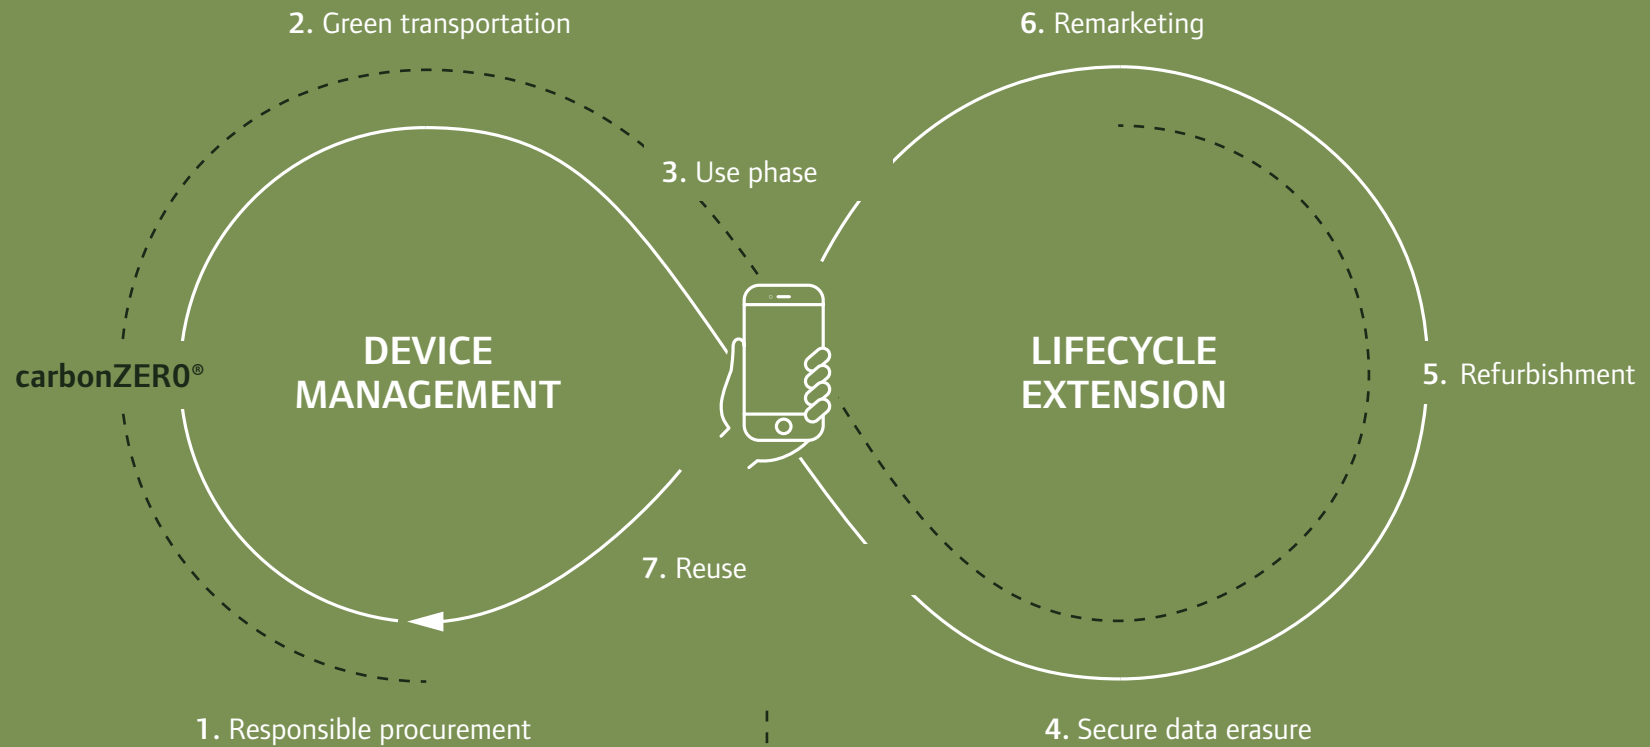 2. Green transportation
6. Remarketing
3. Use phase
DEVICE
MANAGEMENT
LIFECYCLE
EXTENSION
carbonZER0®
5. Refurbishment
7. Reuse
1. Responsible procurement
4. Secure data erasure